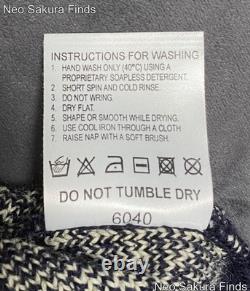 Neo Sakura Finds
INSTRUCTIONS FOR WASHING
1. HAND WASH ONLY (40°C) USING A
PROPRIETARY SOAPLESS DETERGENT.
2. SHORT SPIN AND COLD RINSE.
3. DO NOT WRING.
4. DRY FLAT.
5. SHAPE OR SMOOTH WHILE DRYING.
6. USE COOL IRON THROUGH A CLOTH
7. RAISE NAP WITH A SOFT BRUSH.
DO NOT TUMBLE DRY
6040
Neo Sakura Finds